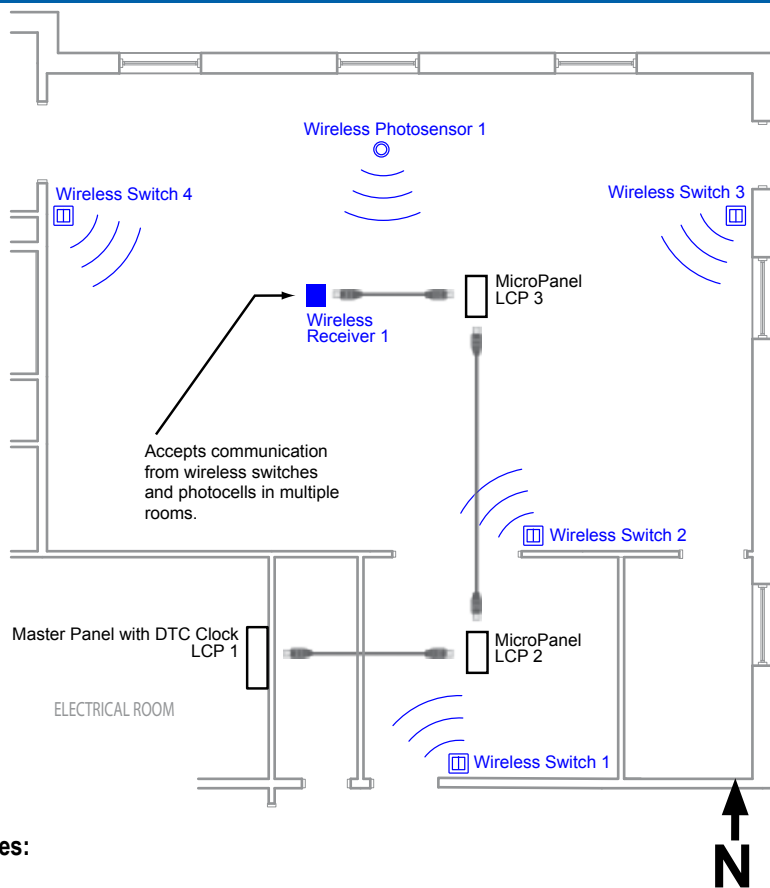 Wireless Photosensor 1
Wireless Switch 4
Wireless Switch 3
MicroPanel
LCP 3
Wireless
Receiver 1
Accepts communication
from wireless switches
and photocells in multiple
rooms.
Wireless Switch 2
Master Panel with DTC Clock
LCP 1
MicroPanel
LCP 2
ELECTRICAL ROOM
Wireless Switch 1
es:
N